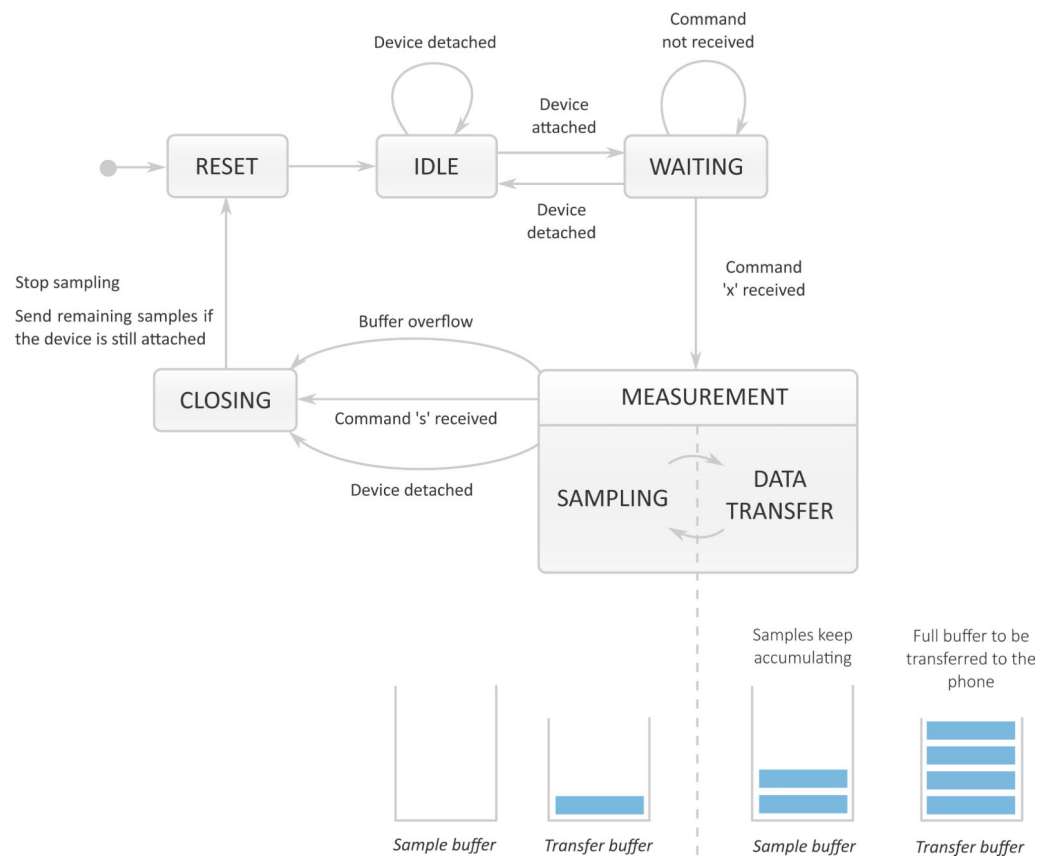 Device detached
Command
not received
Device
attached
RESET
IDLE
WAITING
Device
detached
Stop sampling
Send remaining samples if
the device is still attached
Command
'x' received
Buffer overflow
CLOSING
MEASUREMENT
Command 's' received
Device detached
SAMPLING
DATA
TRANSFER
Samples keep
accumulating
Full buffer to be
transferred to the
phone
Sample buffer
Transfer buffer
Sample buffer
Transfer buffer